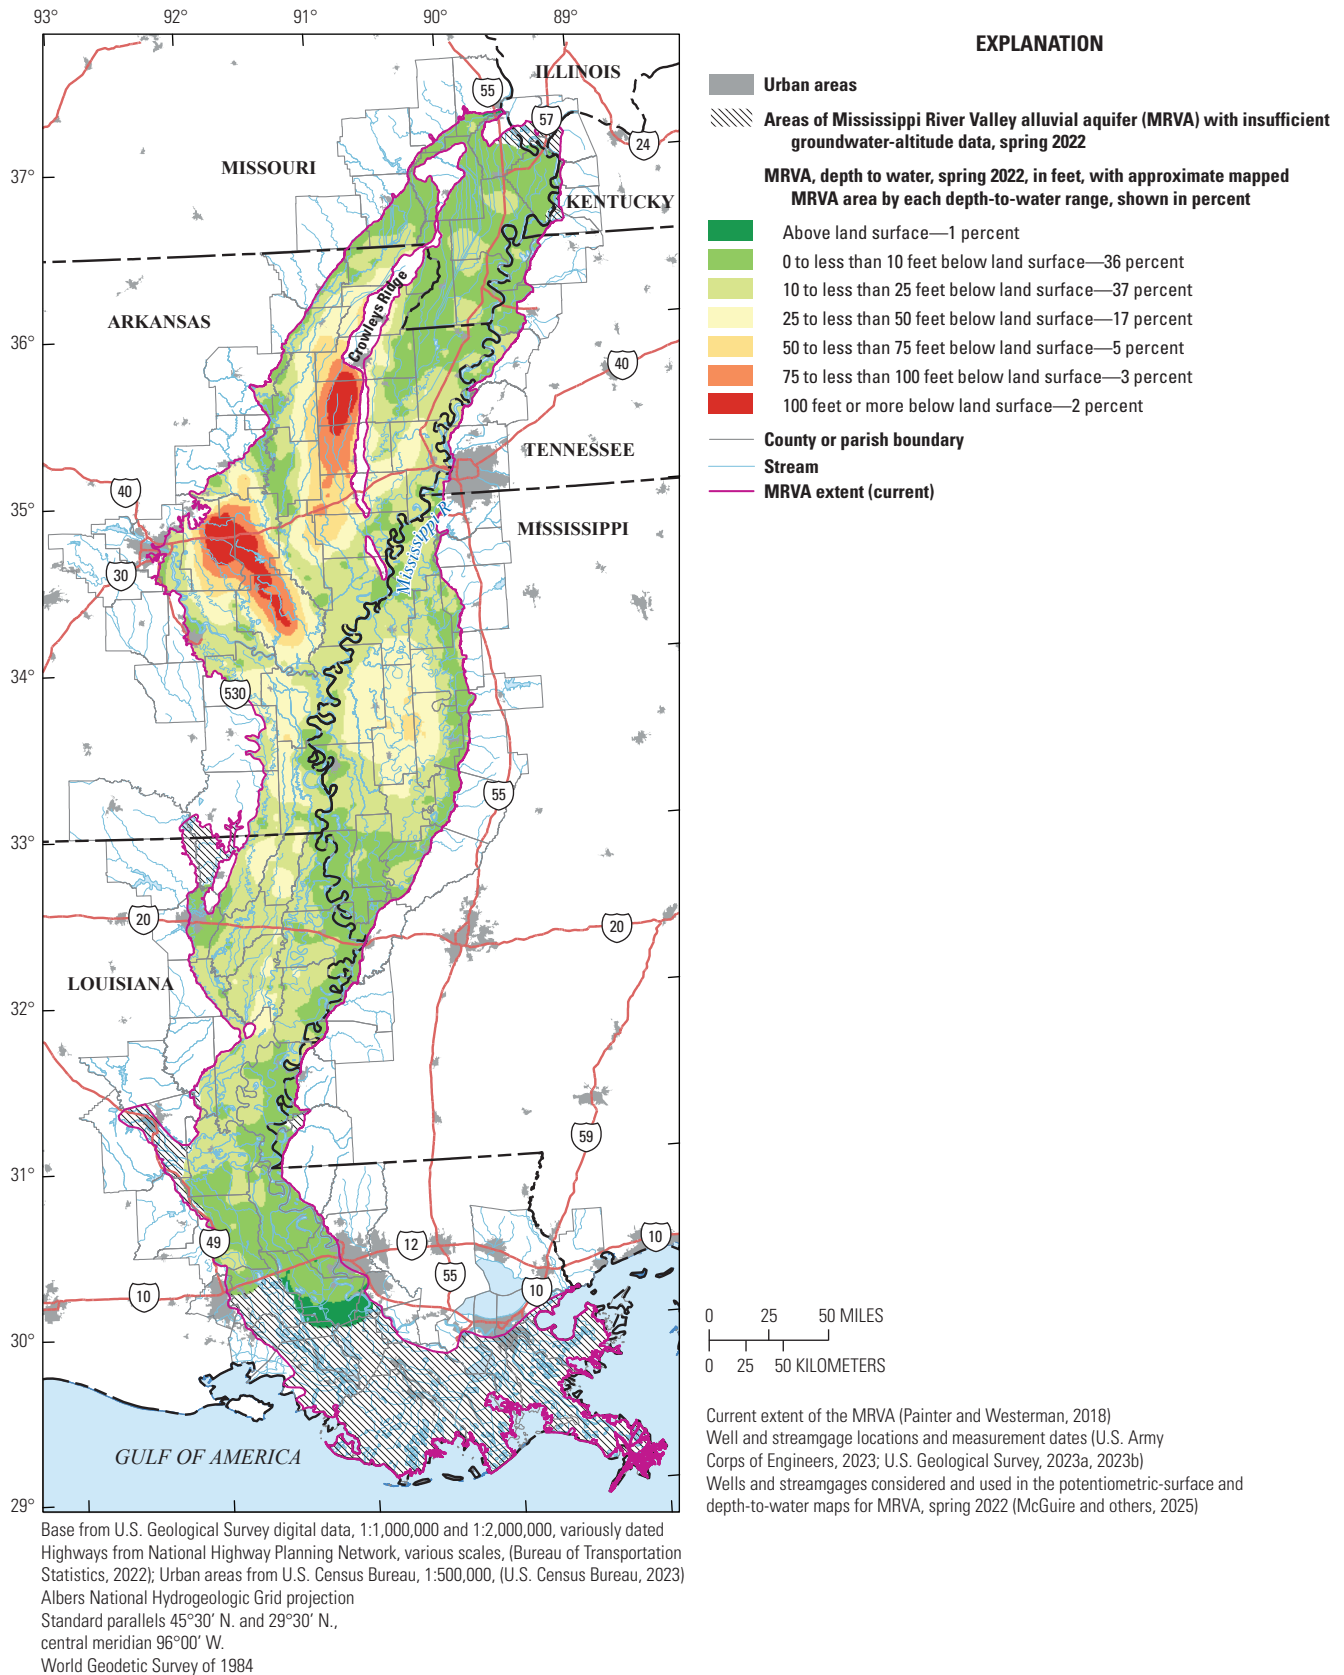 93°
92°
91°
90°
89°
37°
36°
35°
34°
33°
32°
31°
30°
29°
ILLINOIS
55
57
24
MISSOURI
KENTUCKY
Crowleys Ridge
ARKANSAS
40
TENNESSEE
40
MISSISSIPPI
Mississippi R
30
530
55
20
20
LOUISIANA
59
49
12
10
55
10
10
GULF OF AMERICA
EXPLANATION
Urban areas
Areas of Mississippi River Valley alluvial aquifer (MRVA) with insufficient
groundwater-altitude data, spring 2022
MRVA, depth to water, spring 2022, in feet, with approximate mapped
MRVA area by each depth-to-water range, shown in percent
Above land surface—1 percent
0 to less than 10 feet below land surface—36 percent
10 to less than 25 feet below land surface—37 percent
25 to less than 50 feet below land surface—17 percent
50 to less than 75 feet below land surface—5 percent
75 to less than 100 feet below land surface—3 percent
100 feet or more below land surface—2 percent
County or parish boundary
Stream
MRVA extent (current)
0 25 50 MILES
0 25 50 KILOMETERS
Current extent of the MRVA (Painter and Westerman, 2018)
Well and streamgage locations and measurement dates (U.S. Army
Corps of Engineers, 2023; U.S. Geological Survey, 2023a, 2023b)
Wells and streamgages considered and used in the potentiometric-surface and
depth-to-water maps for MRVA, spring 2022 (McGuire and others, 2025)
Base from U.S. Geological Survey digital data, 1:1,000,000 and 1:2,000,000, variously dated
Highways from National Highway Planning Network, various scales, (Bureau of Transportation
Statistics, 2022); Urban areas from U.S. Census Bureau, 1:500,000, (U.S. Census Bureau, 2023)
Albers National Hydrogeologic Grid projection
Standard parallels 45°30′ N. and 29°30′ N.,
central meridian 96°00′ W.
World Geodetic Survey of 1984